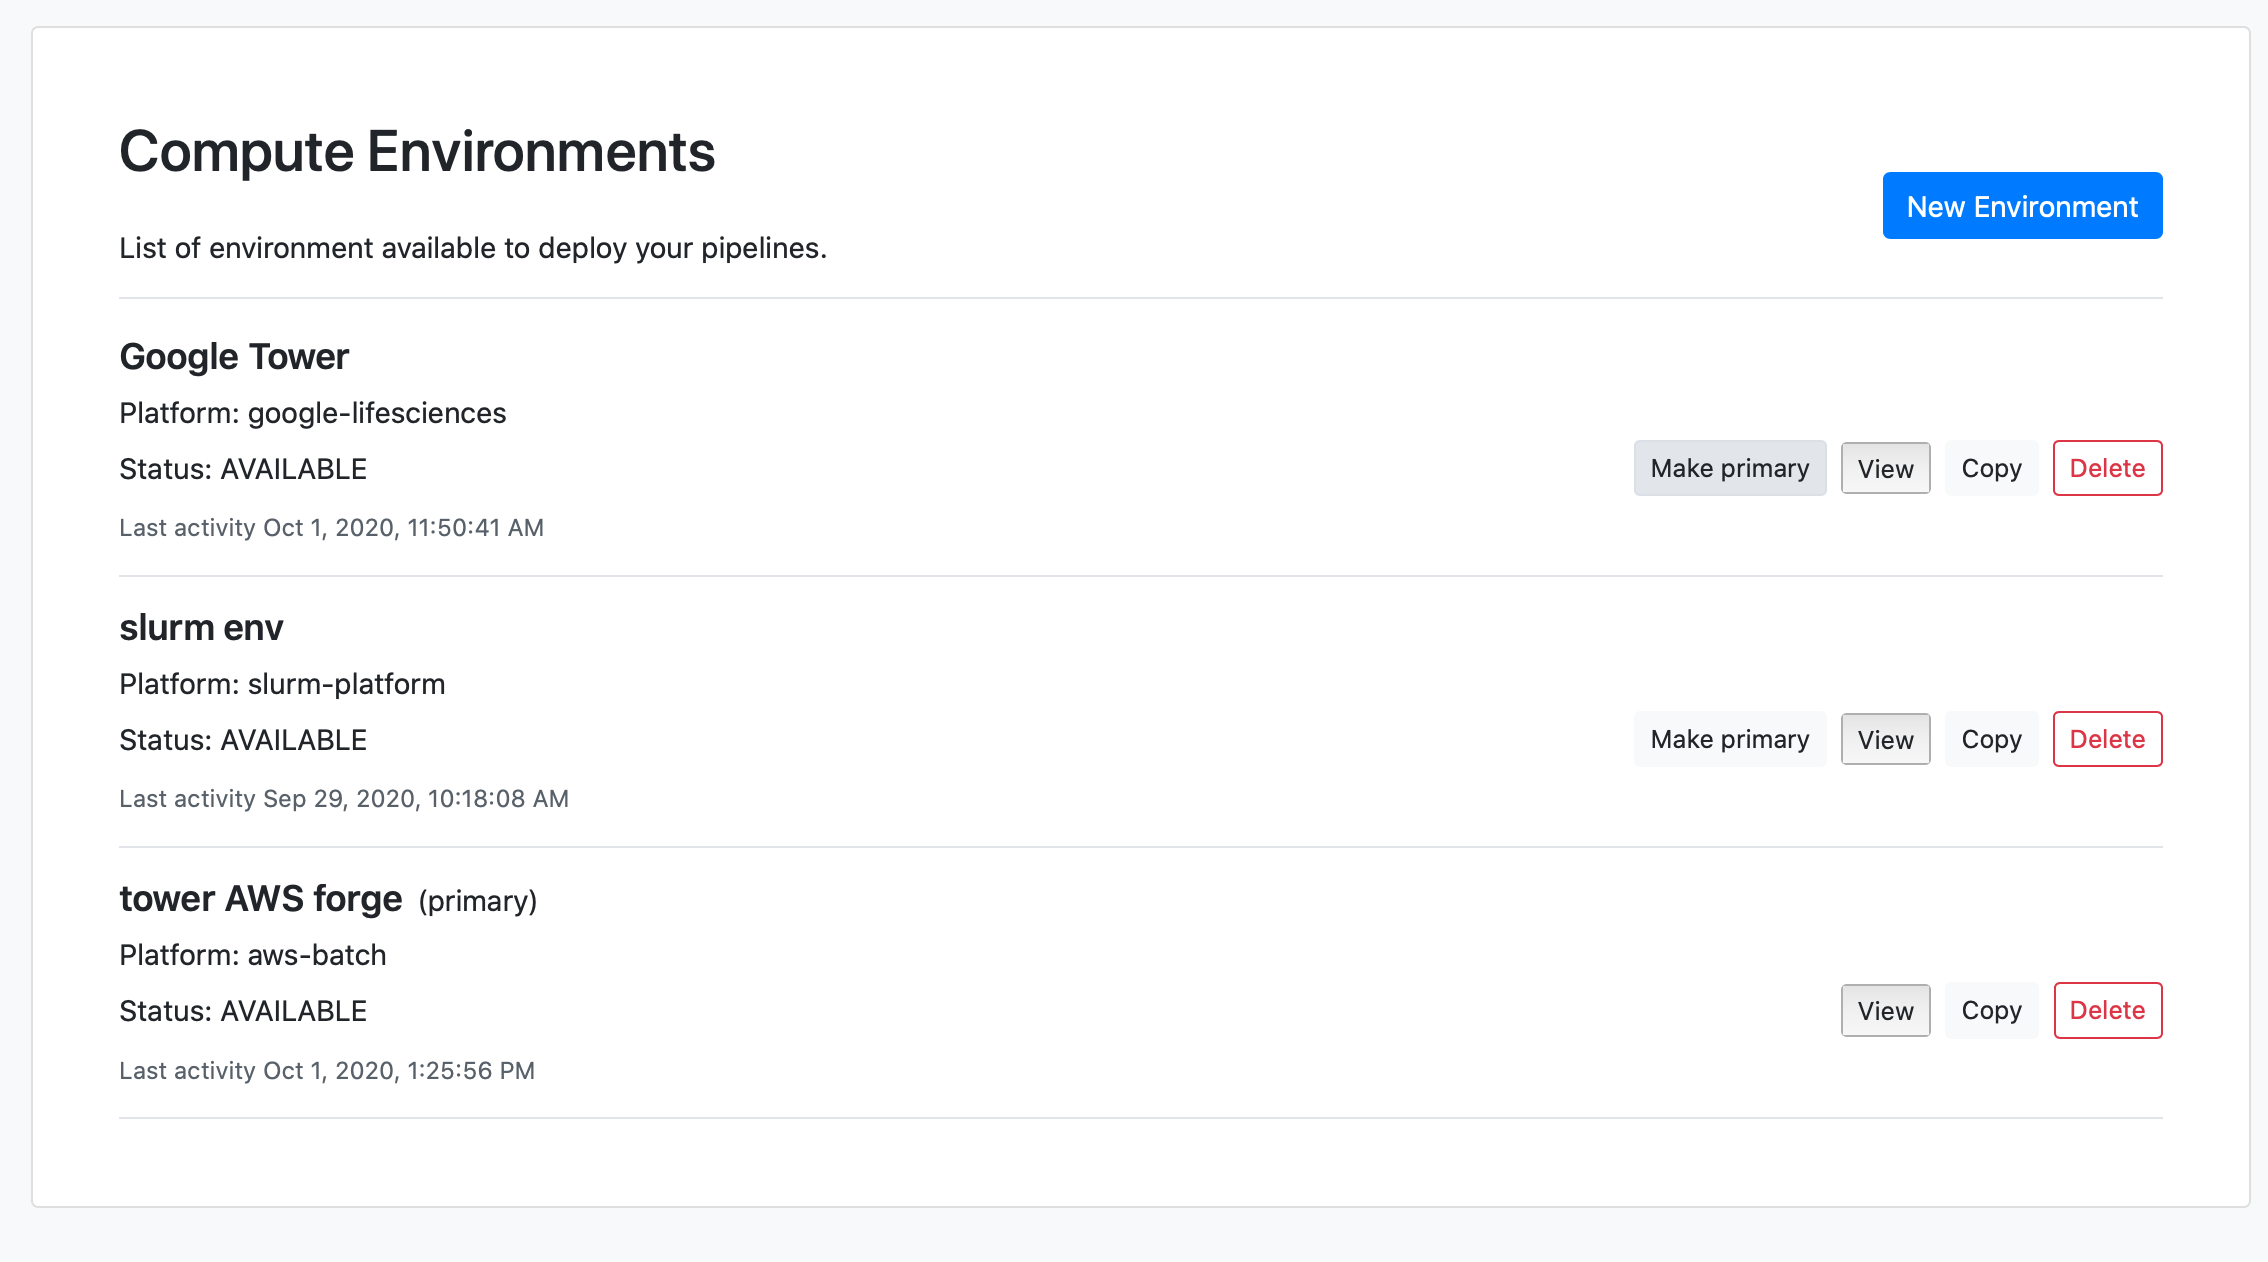 Compute Environments
New Environment
List of environment available to deploy your pipelines.
Google Tower
Platform: google-lifesciences
Status: AVAILABLE
Make primary View Copy Delete
Last activity Oct 1, 2020, 11:50:41 AM
slurm env
Platform: slurm-platform
Status: AVAILABLE
Make primary View Copy Delete
Last activity Sep 29, 2020, 10:18:08 AM
tower AWS forge (primary)
Platform: aws-batch
Status: AVAILABLE
View Copy Delete
Last activity Oct 1, 2020, 1:25:56 PM